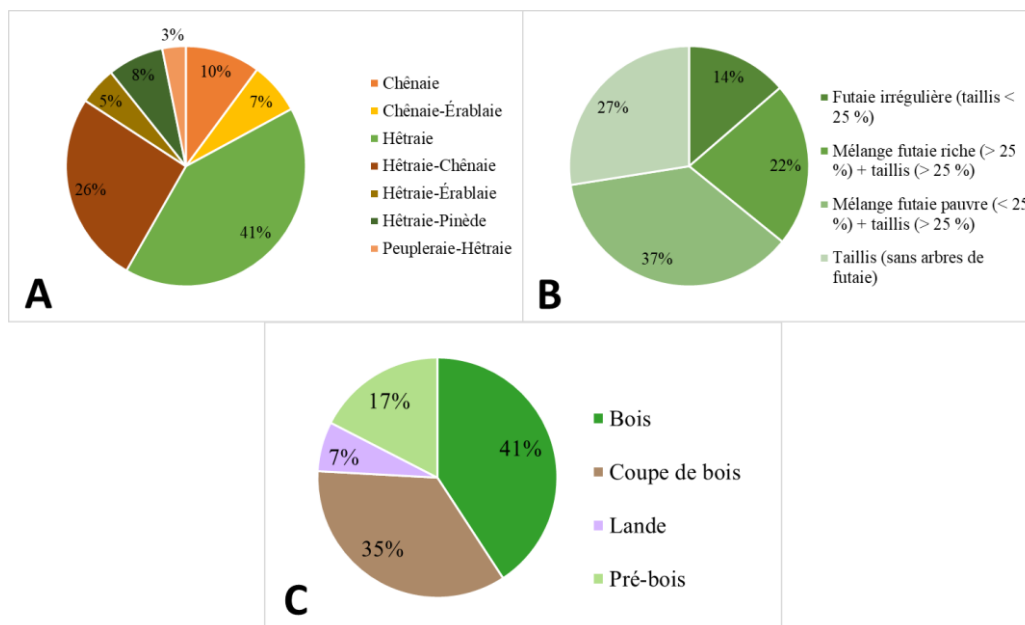 3%
8%
10%
7%
5%
26%
41%
Chênaie
Chênaie-Érablaie
Hêtraie
Hêtraie-Chênaie
Hêtraie-Érablaie
Hêtraie-Pinède
Peupleraie-Hêtraie
A
14%
27%
22%
37%
Futaie irrégulière (taillis <
25 %)
Mélange futaie riche (> 25
%) + taillis (> 25 %)
Mélange futaie pauvre (< 25
%) + taillis (> 25 %)
Taillis (sans arbres de
futaie)
B
17%
41%
7%
35%
Bois
Coupe de bois
Lande
Pré-bois
C